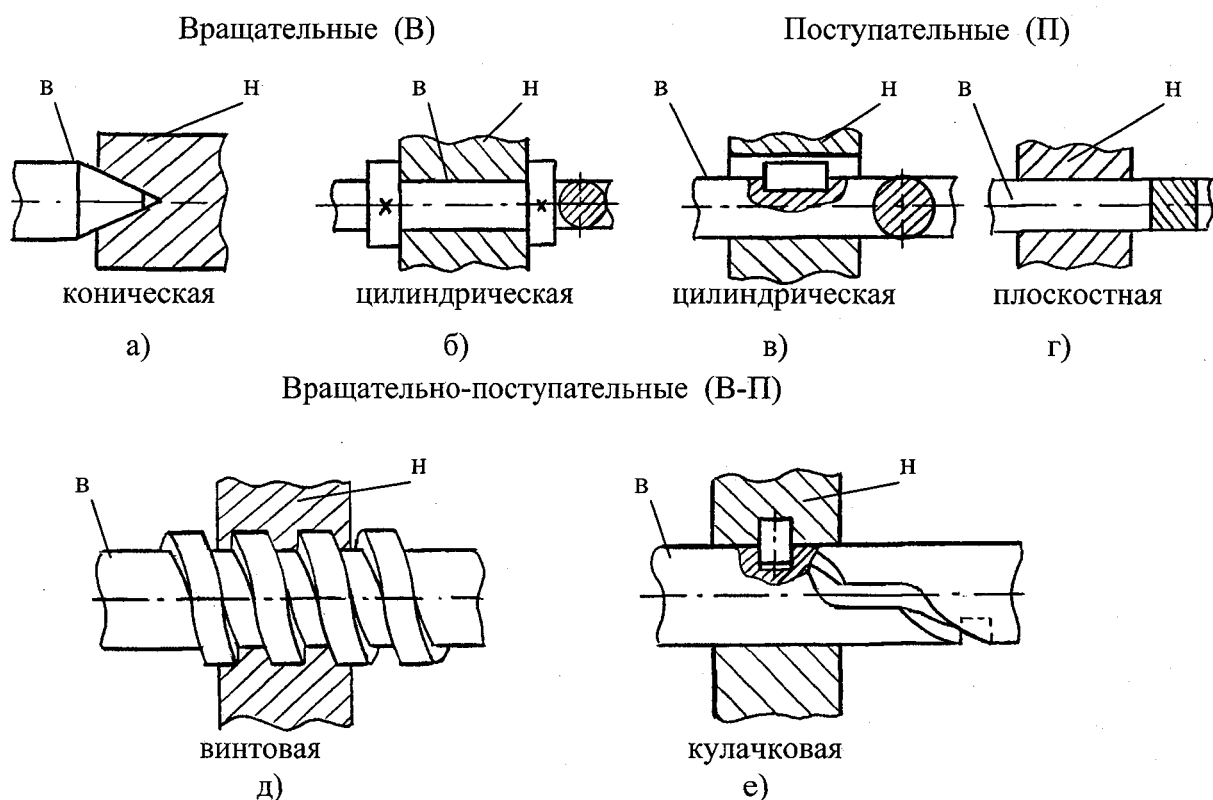 Вращательные (В) Поступательные (П)
в н в н в н в н
коническая цилиндрическая цилиндрическая плоскостная
а) б) в) г)
Вращательно-поступательные (В-П)
в н в н
винтовая кулачковая
д) е)